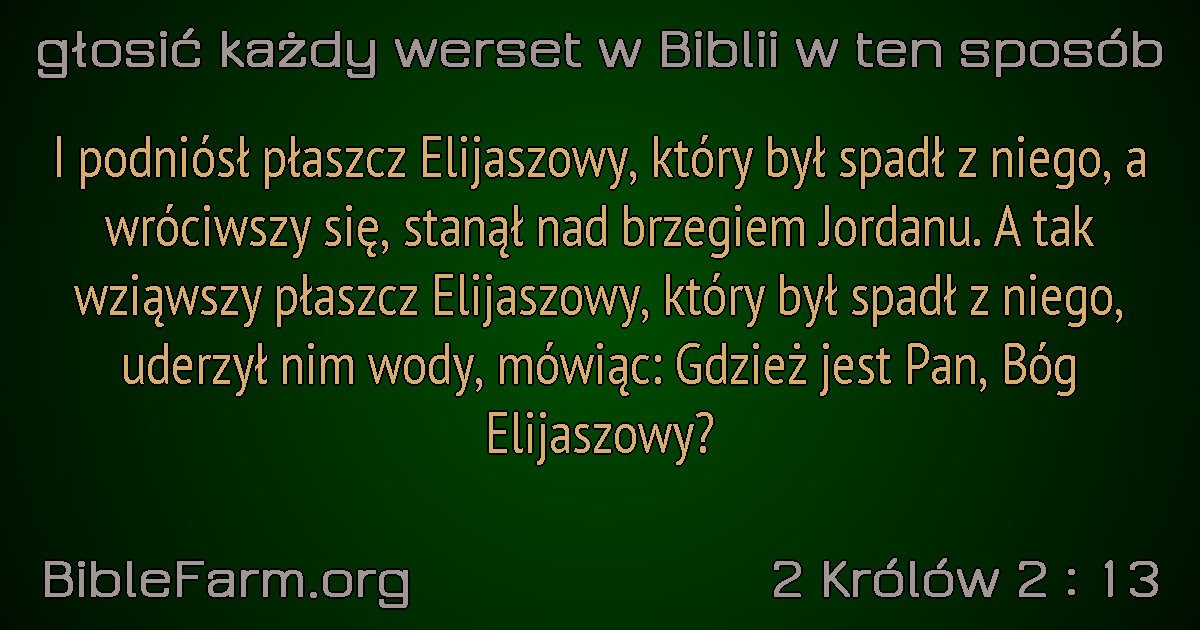 głosić każdy werset w Biblii w ten sposób
I podniósł płaszcz Elijaszowy, który był spadł z niego, a
wróciwszy się, stanął nad brzegiem Jordanu. A tak
wziąwszy płaszcz Elijaszowy, który był spadł z niego,
uderzył nim wody, mówiąc: Gdzież jest Pan, Bóg
Elijaszowy?
BibleFarm.org
2 Królów 2 : 13